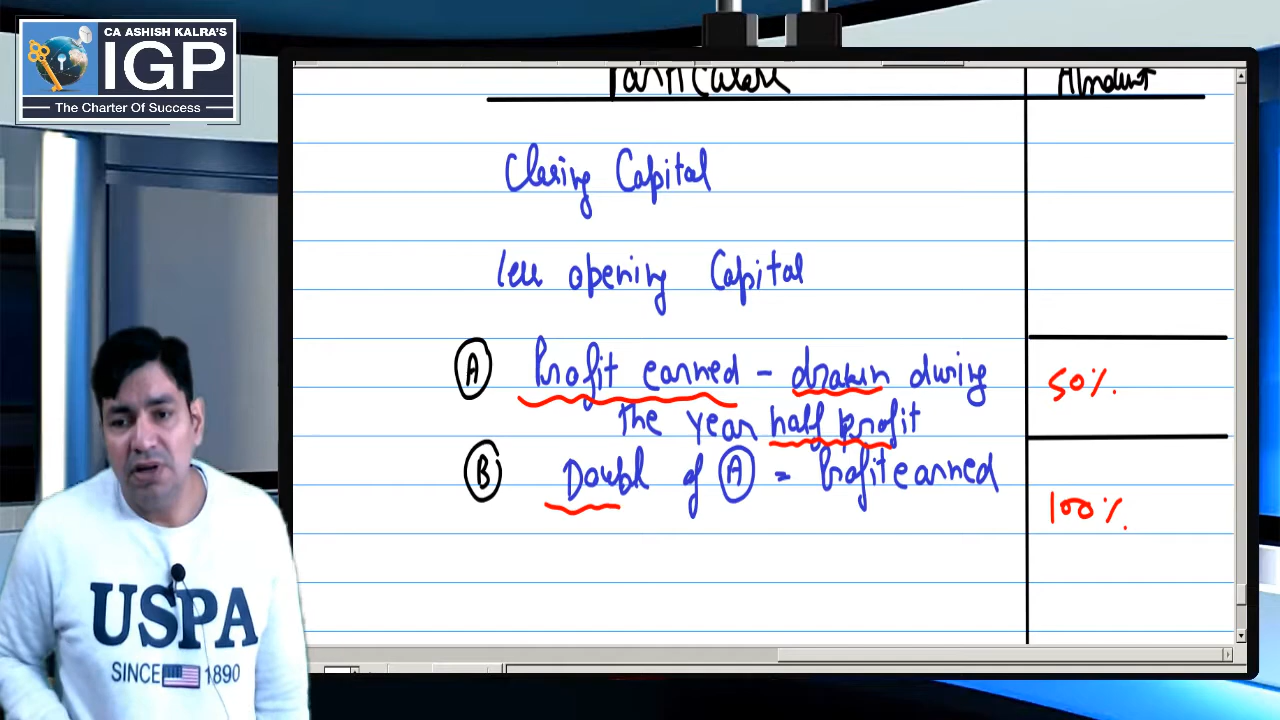 CA ASHISH KALRA'S
IGP
The Charter Of Success
Particulars Amount
Closing Capital
less opening Capital
A Profit earned - drawn during 50%
the year half profit
B Double of A = Profit earned
100%
USPA
SINCE 1890